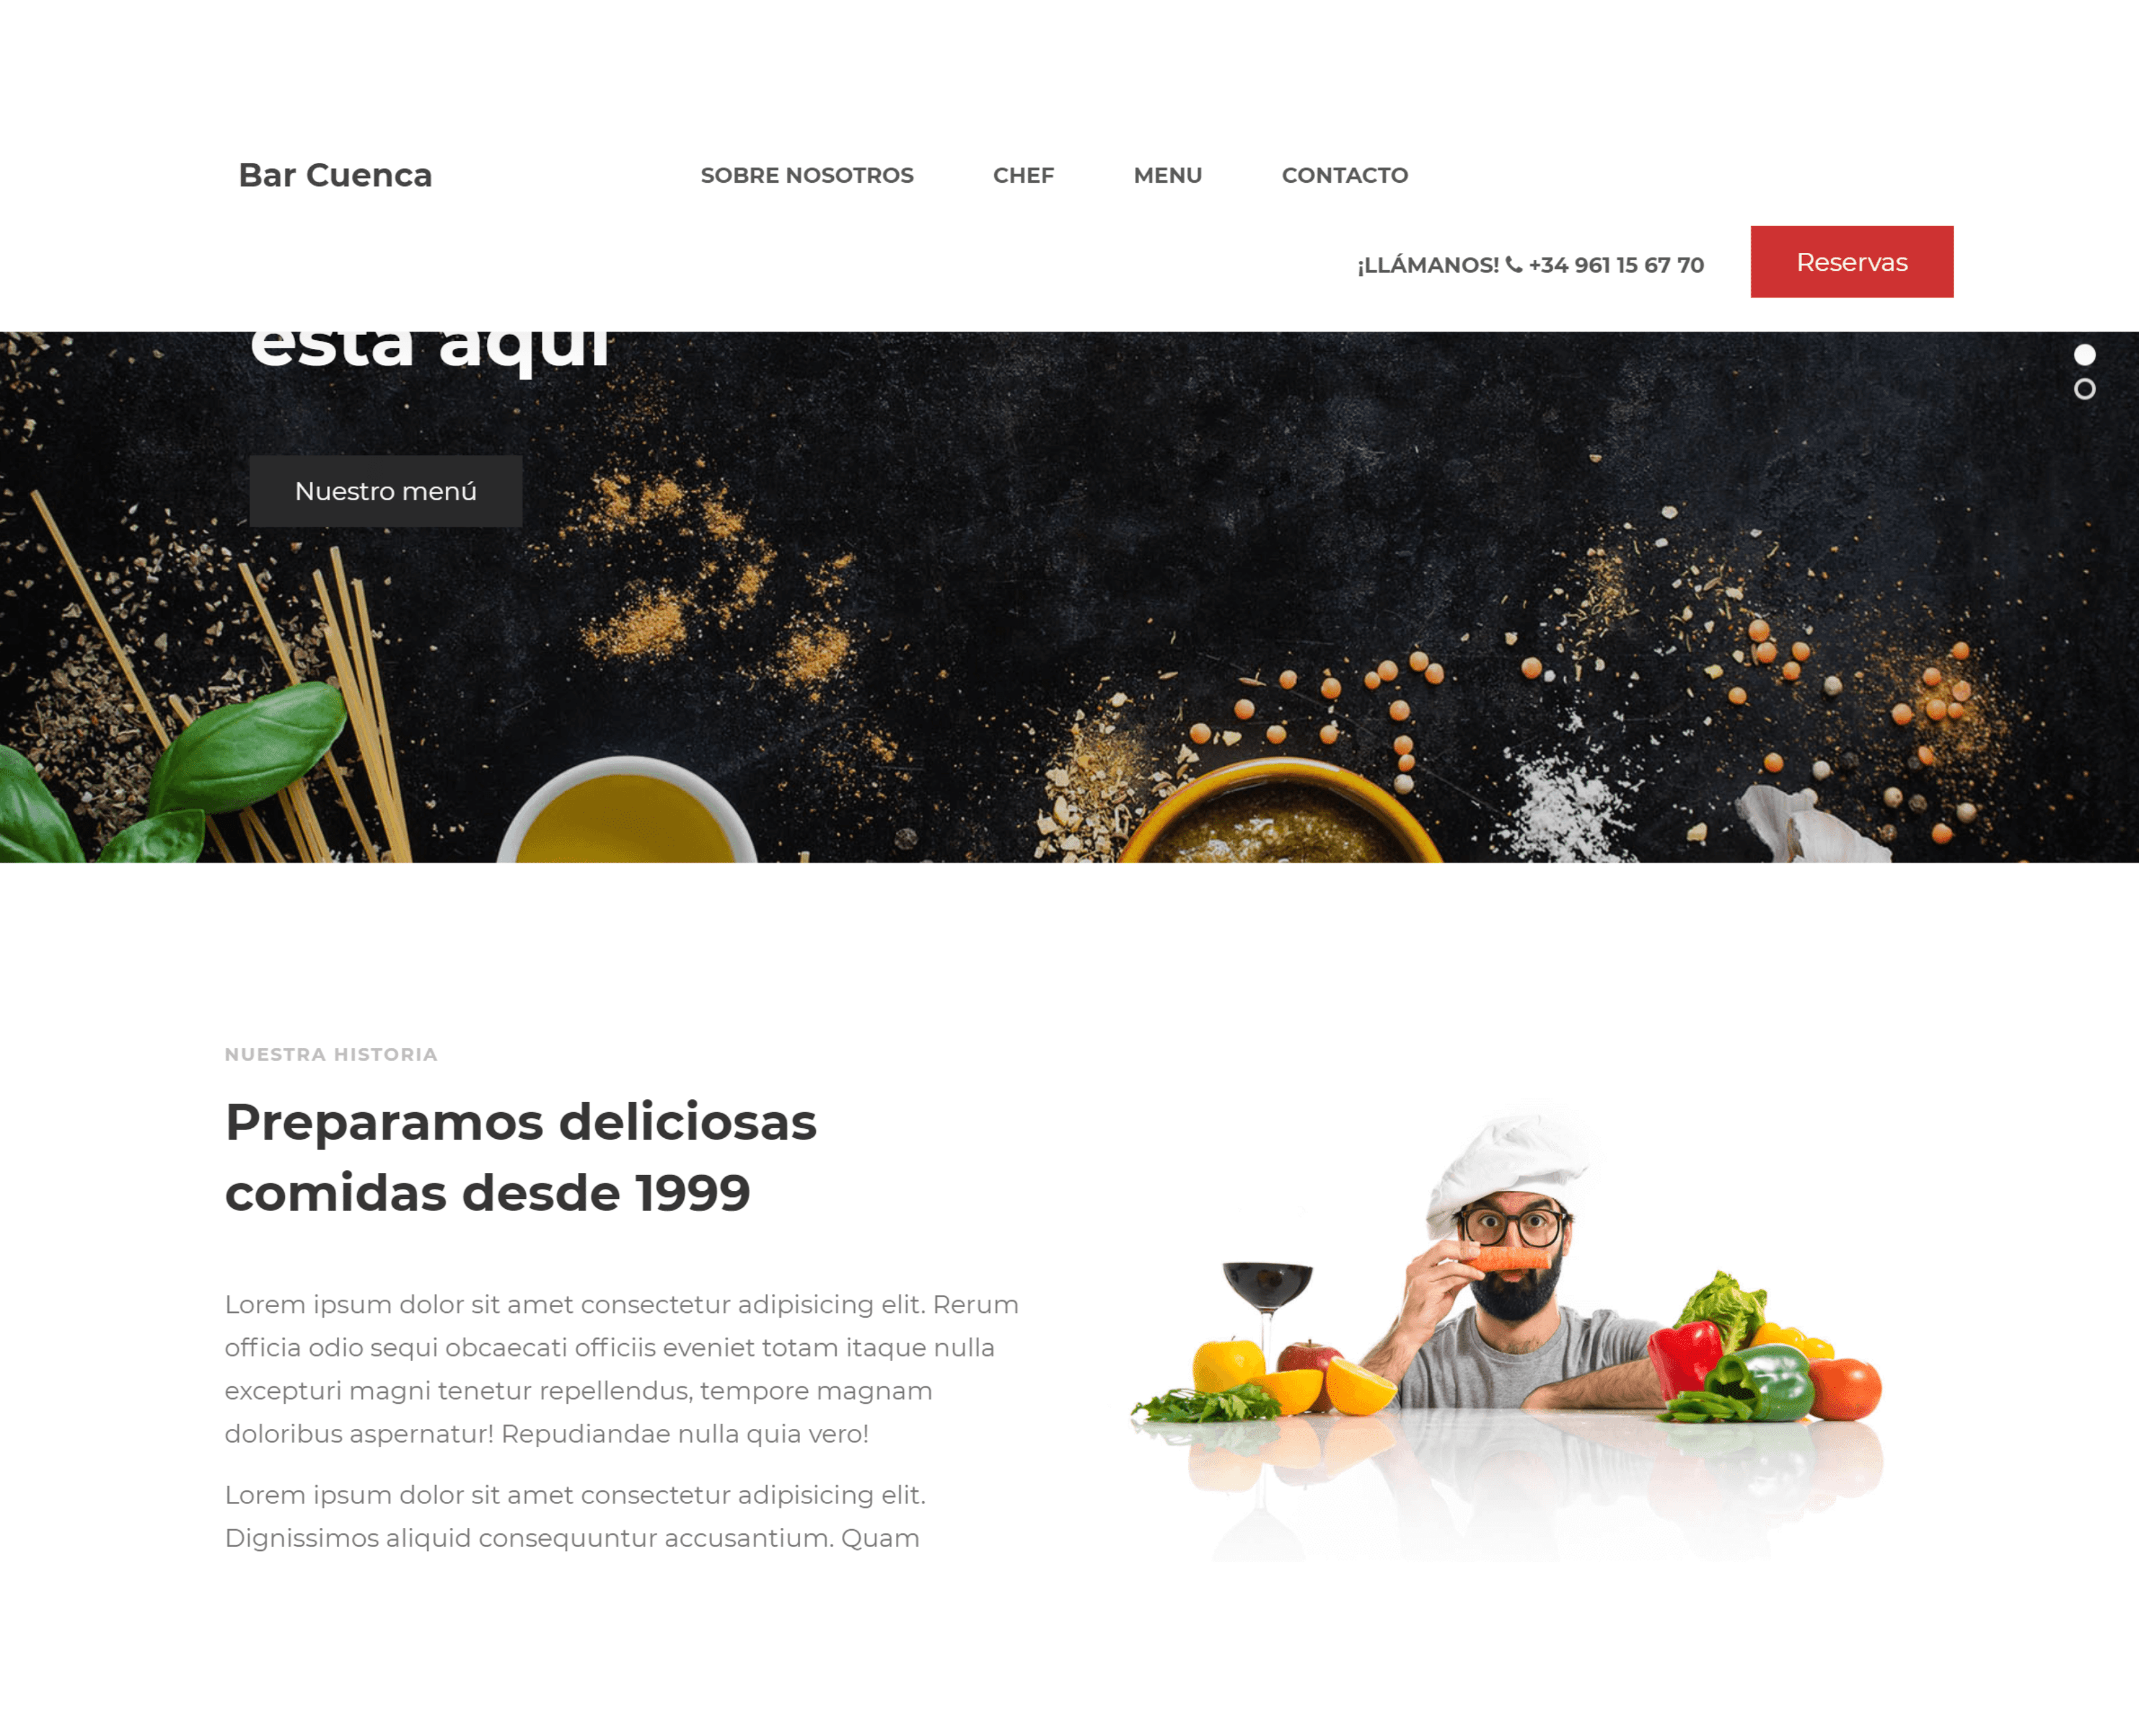 Bar Cuenca
SOBRE NOSOTROS CHEF MENU CONTACTO
¡LLÁMANOS! +34 961 15 67 70 Reservas
está aquí
Nuestro menú
NUESTRA HISTORIA
Preparamos deliciosas
comidas desde 1999
Lorem ipsum dolor sit amet consectetur adipisicing elit. Rerum
officia odio sequi obcaecati officiis eveniet totam itaque nulla
excepturi magni tenetur repellendus, tempore magnam
doloribus aspernatur! Repudiandae nulla quia vero!
Lorem ipsum dolor sit amet consectetur adipisicing elit.
Dignissimos aliquid consequuntur accusantium. Quam